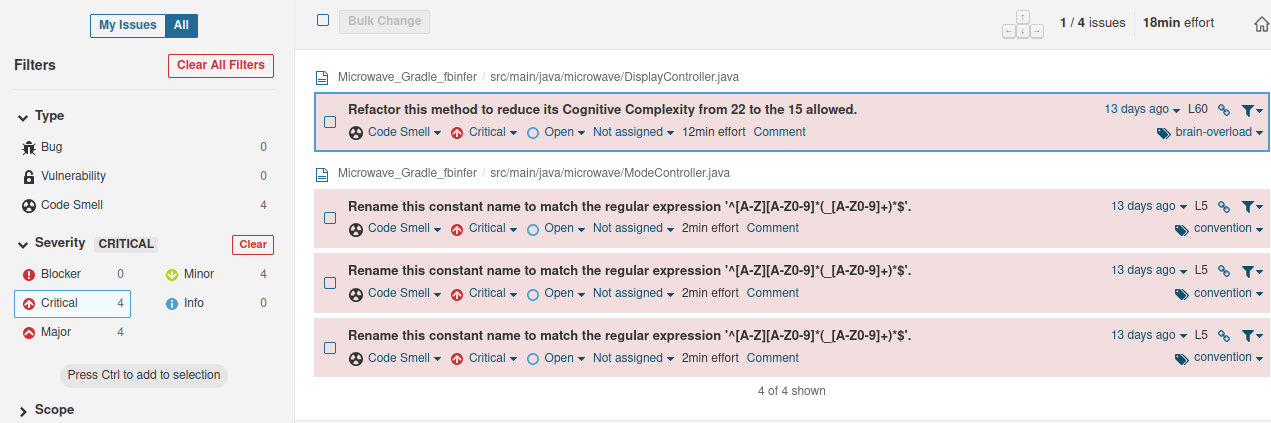 My Issues All
Bulk Change
1 / 4 issues 18min effort
Filters
Clear All Filters
Type
Bug 0
Vulnerability 0
Code Smell 4
Severity CRITICAL Clear
Blocker 0 Minor 4
Critical 4 Info 0
Major 4
Press Ctrl to add to selection
Scope
Microwave_Gradle_fbinfer / src/main/java/microwave/DisplayController.java
Refactor this method to reduce its Cognitive Complexity from 22 to the 15 allowed. 13 days ago L60
Code Smell Critical Open Not assigned 12min effort Comment brain-overload
Microwave_Gradle_fbinfer / src/main/java/microwave/ModeController.java
Rename this constant name to match the regular expression '^[A-Z][A-Z0-9]*(_[A-Z0-9]+)*$'. 13 days ago L5
Code Smell Critical Open Not assigned 2min effort Comment convention
Rename this constant name to match the regular expression '^[A-Z][A-Z0-9]*(_[A-Z0-9]+)*$'. 13 days ago L5
Code Smell Critical Open Not assigned 2min effort Comment convention
Rename this constant name to match the regular expression '^[A-Z][A-Z0-9]*(_[A-Z0-9]+)*$'. 13 days ago L5
Code Smell Critical Open Not assigned 2min effort Comment convention
4 of 4 shown